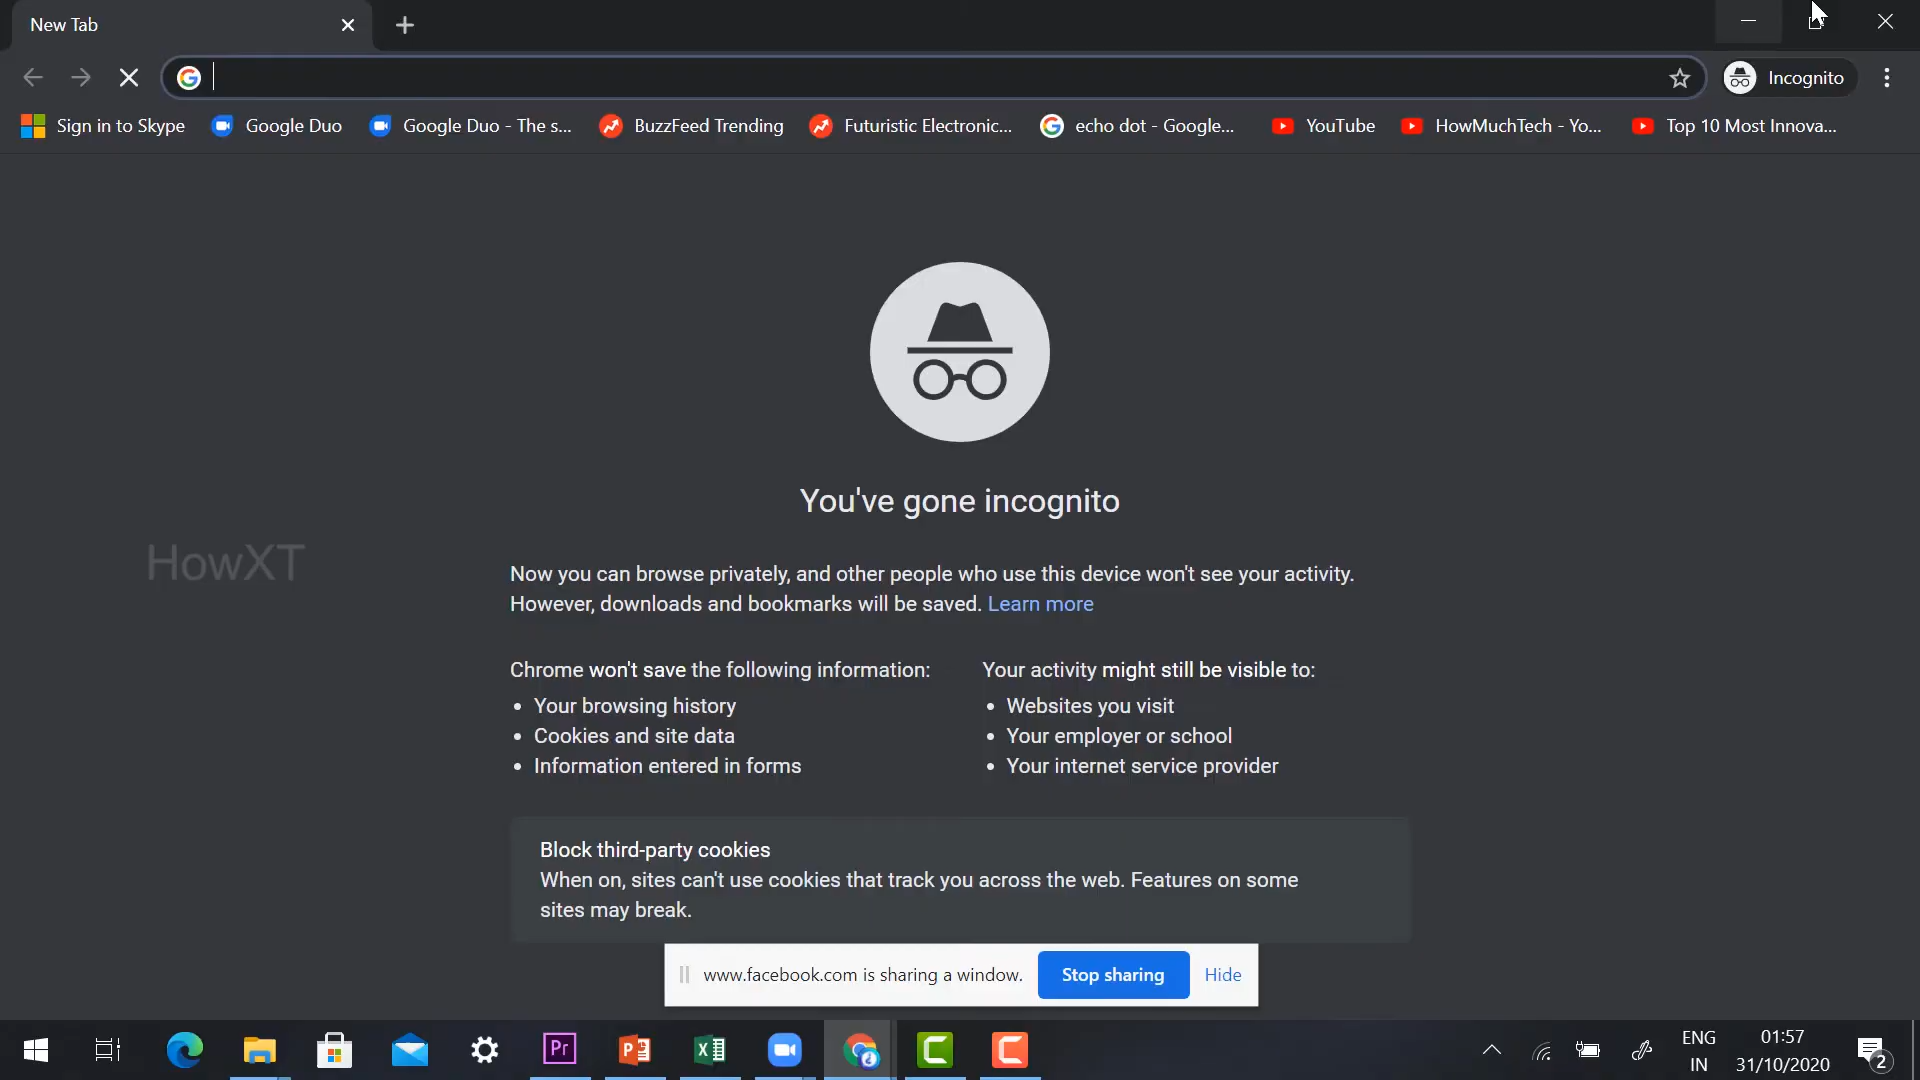 New Tab
Incognito
Sign in to Skype
Google Duo
Google Duo - The s...
BuzzFeed Trending
Futuristic Electronic...
echo dot - Google...
YouTube
HowMuchTech - Yo...
Top 10 Most Innova...
You've gone incognito
HowXT
Now you can browse privately, and other people who use this device won't see your activity.
However, downloads and bookmarks will be saved. Learn more
Chrome won't save the following information:
Your browsing history
Cookies and site data
Information entered in forms
Your activity might still be visible to:
Websites you visit
Your employer or school
Your internet service provider
Block third-party cookies
When on, sites can't use cookies that track you across the web. Features on some
sites may break.
www.facebook.com is sharing a window.
Stop sharing
Hide
Pr
ENG
IN
01:57
31/10/2020
2